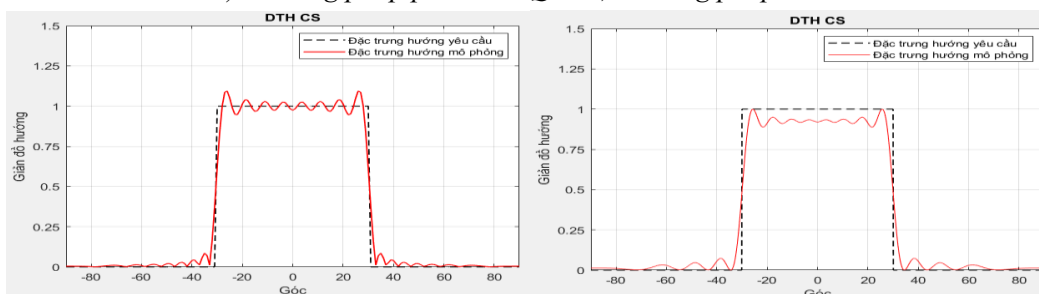 DTH CS
1.5
1.25
1
0.75
0.5
0.25
0
Giản đồ hướng
Đặc trưng hướng yêu cầu
Đặc trưng hướng mô phỏng
-80 -60 -40 -20 0 20 40 60 80
Góc
DTH CS
1.5
1.25
1
0.75
0.5
0.25
0
Giản đồ hướng
Đặc trưng hướng yêu cầu
Đặc trưng hướng mô phỏng
-80 -60 -40 -20 0 20 40 60 80
Góc